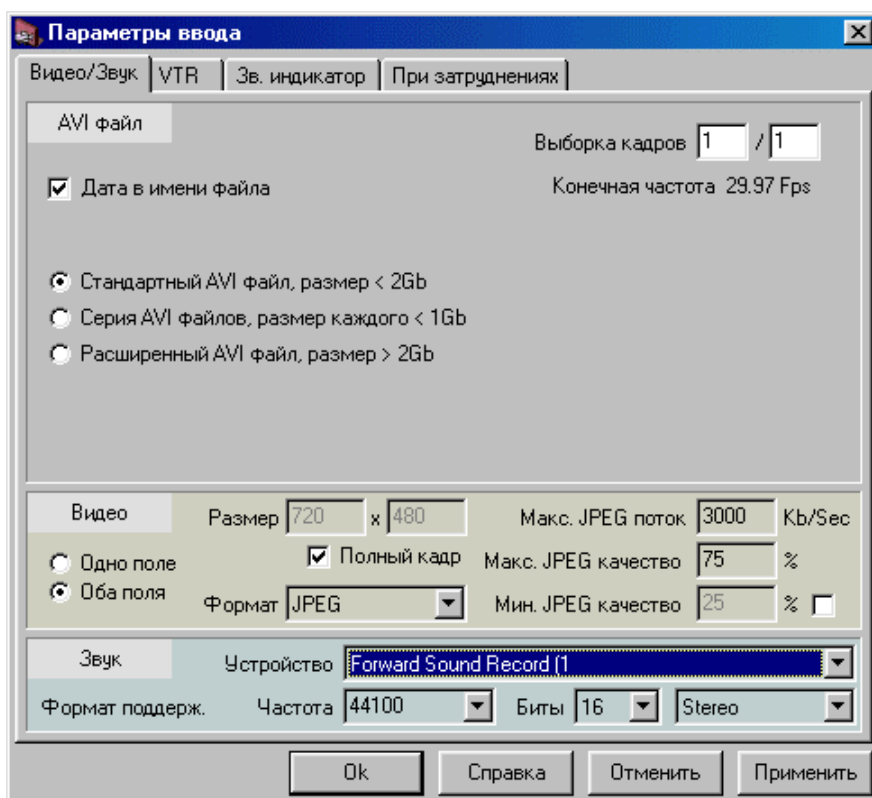 Параметры ввода
Видео/Звук VTR Зв. индикатор При затруднениях
AVI файл
Выборка кадров 1 / 1
Дата в имени файла
Конечная частота 29.97 Fps
Стандартный AVI файл, размер < 2Gb
Серия AVI файлов, размер каждого < 1Gb
Расширенный AVI файл, размер > 2Gb
Видео Размер 720 x 480 Макс. JPEG поток 3000 Kb/Sec
Одно поле Полный кадр Макс. JPEG качество 75 %
Оба поля Формат JPEG Мин. JPEG качество 25 %
Звук Устройство Forward Sound Record (1
Формат поддерж. Частота 44100 Биты 16 Stereo
Ok Справка Отменить Применить